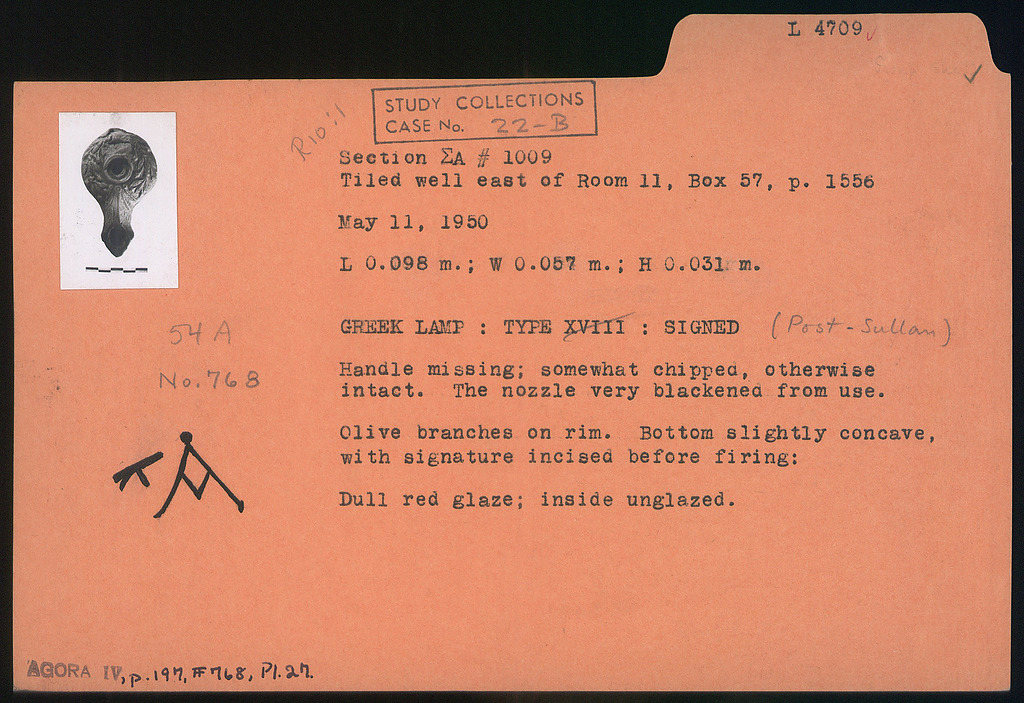 L 4709
STUDY COLLECTIONS
CASE No. 22-B
R10:1
Section ΣA # 1009
Tiled well east of Room 11, Box 57, p. 1556
May 11, 1950
L 0.098 m.; W 0.057 m.; H 0.031 m.
54 A
GREEK LAMP : TYPE XVIII : SIGNED (Post-Sullan)
No. 768
Handle missing; somewhat chipped, otherwise
intact. The nozzle very blackened from use.
Olive branches on rim. Bottom slightly concave,
with signature incised before firing:
Dull red glaze; inside unglazed.
AGORA IV, p.197, #768, Pl.27.